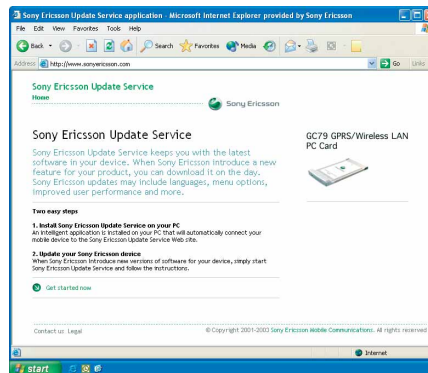 Sony Ericsson Update Service application - Microsoft Internet Explorer provided by Sony Ericsson
File Edit View Favorites Tools Help
Back Search Favorites Media
Address http://www.sonyericsson.com Go Links
Sony Ericsson Update Service
Home
Sony Ericsson
Sony Ericsson Update Service
Sony Ericsson Update Service keeps you with the latest
software in your device. When Sony Ericsson introduce a new
feature for your product, you can download it on the day.
Sony Ericsson updates may include languages, menu options,
improved user performance and more.
GC79 GPRS/Wireless LAN
PC Card
Two easy steps
1. Install Sony Ericsson Update Service on your PC
An intelligent application is installed on your PC that will automatically connect your
mobile device to the Sony Ericsson Update Service Web site.
2. Update your Sony Ericsson device
When Sony Ericsson introduce new versions of software for your device, simply start
Sony Ericsson Update Service and follow the instructions.
Get started now
Contact us Legal © Copyright 2001-2003 Sony Ericsson Mobile Communications. All rights reserved
Internet
start